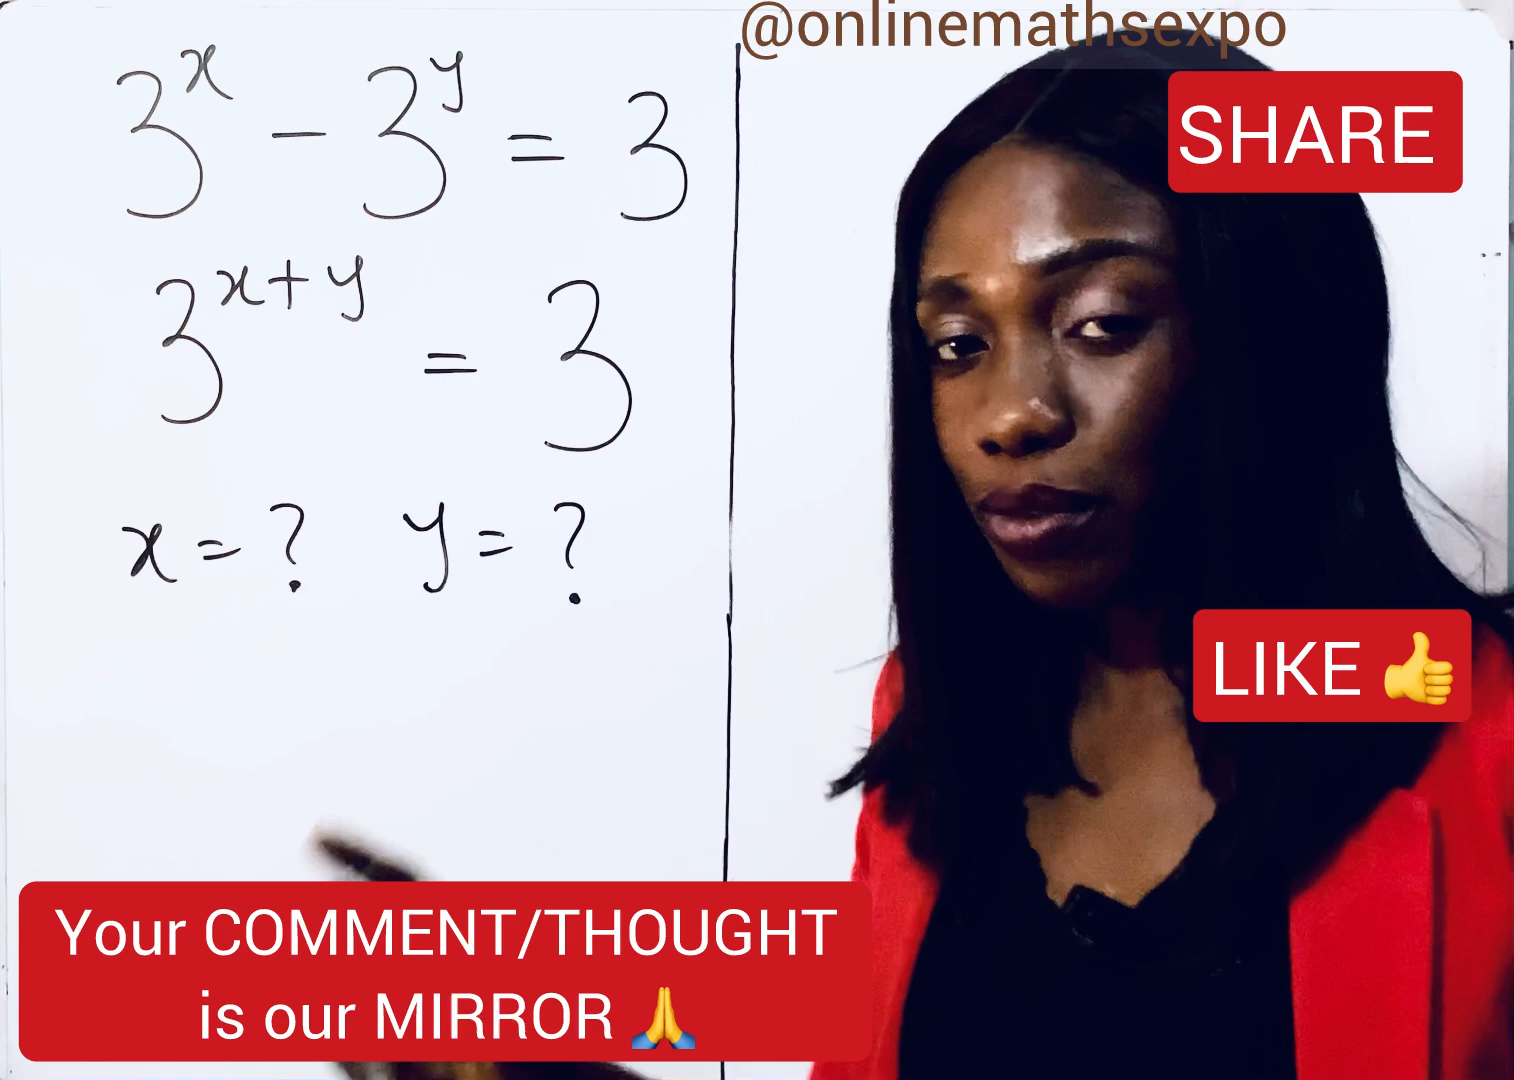 @onlinemathsexpo
3^x - 3^y = 3
3^{x+y} = 3
x = ? y = ?
SHARE
LIKE 👍
Your COMMENT/THOUGHT
is our MIRROR 🙏